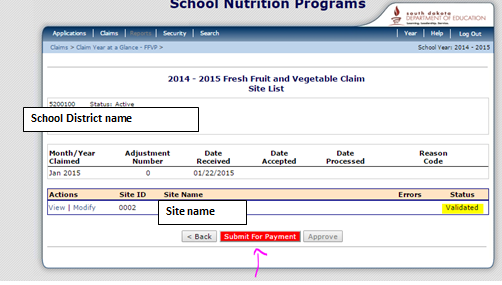 School Nutrition Programs
south dakota
DEPARTMENT OF EDUCATION
Learning. Leadership. Service.
Applications | Claims | Reports | Security | Search | Year | Help | Log Out
Claims > Claim Year at a Glance - FFVP > School Year: 2014 - 2015
2014 - 2015 Fresh Fruit and Vegetable Claim
Site List
5200100 Status: Active
School District name
Month/Year Claimed Adjustment Number Date Received Date Accepted Date Processed Reason Code
Jan 2015 0 01/22/2015
Actions Site ID Site Name Errors Status
View | Modify 0002 Validated
Site name
< Back Submit For Payment Approve